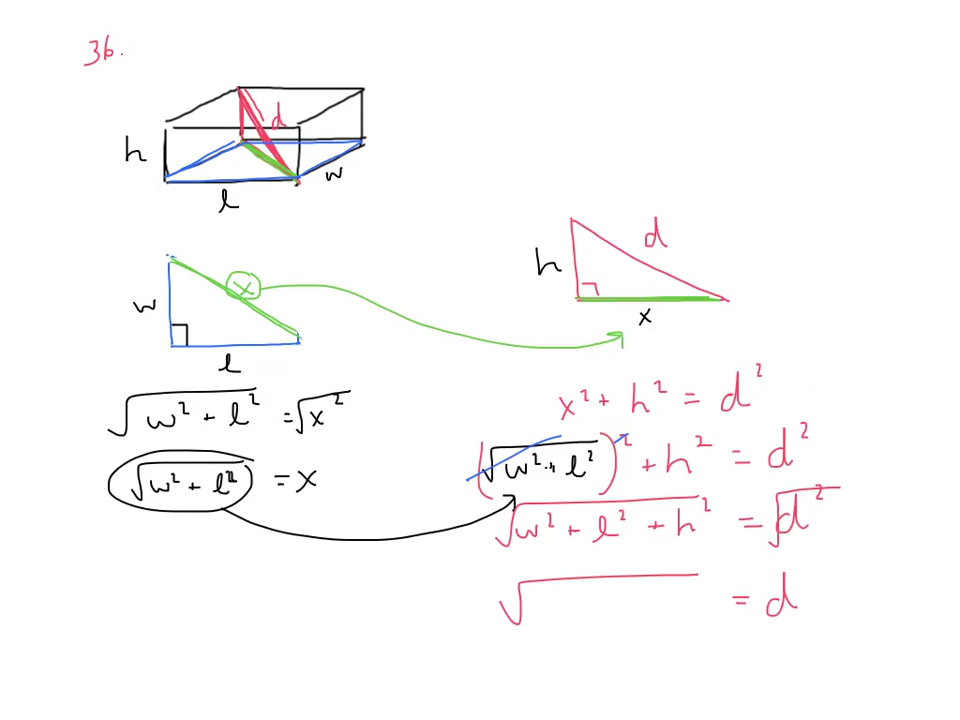 36.
d
h
w
l
w
x
l
h
d
x
√(w² + l²) = √x²
√(w² + l²) = x
x² + h² = d²
(√(w² + l²))² + h² = d²
√(w² + l² + h²) = √d²
√ = d